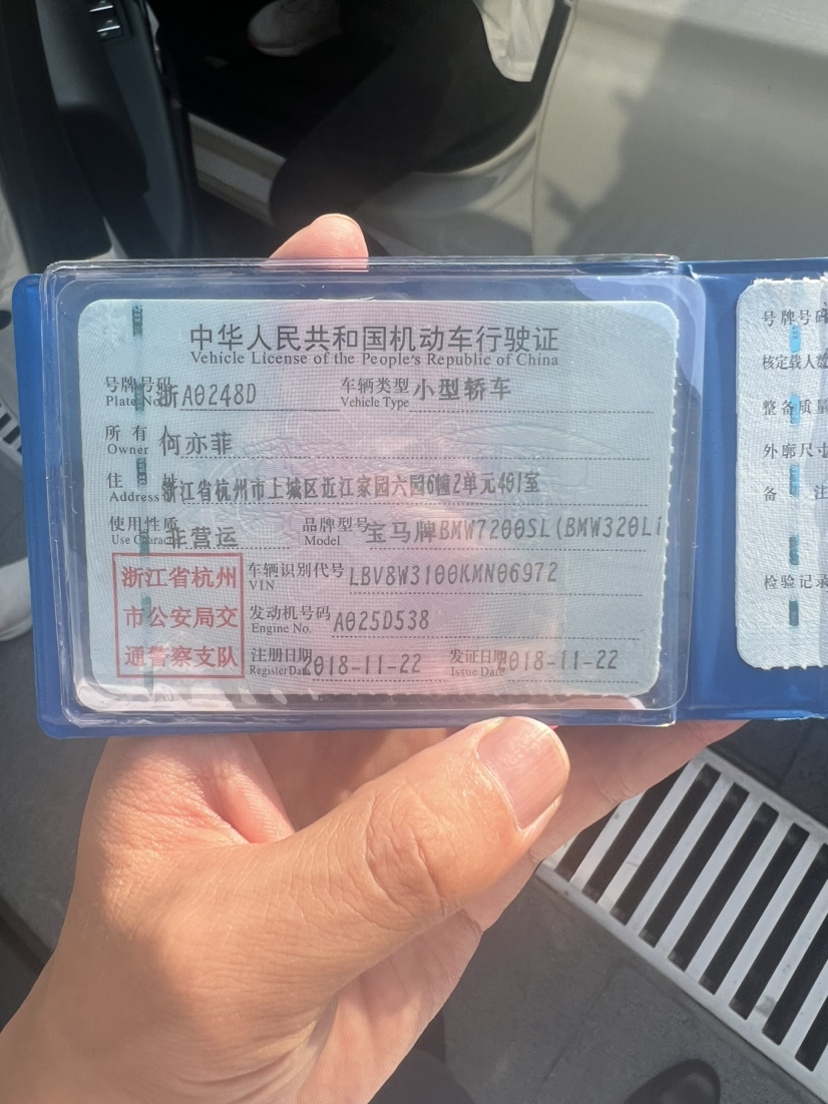 中华人民共和国机动车行驶证
Vehicle License of the People's Republic of China
号牌号码 浙A0248D 车辆类型 小型轿车
Plate No. Vehicle Type
所有人 何亦菲
Owner
住址 浙江省杭州市上城区近江家园六园6幢2单元401室
Address
使用性质 非营运 品牌型号 宝马牌BMW7200SL(BMW320Li
Use Charac Model
浙江省杭州
市公安局交
通警察支队
车辆识别代号 LBV8W3100KMN06972
VIN
发动机号码 A025D538
Engine No.
注册日期 2018-11-22 发证日期 2018-11-22
Register Date Issue Date
号牌号码
核定载人数
整备质量
外廓尺寸
备注
检验记录